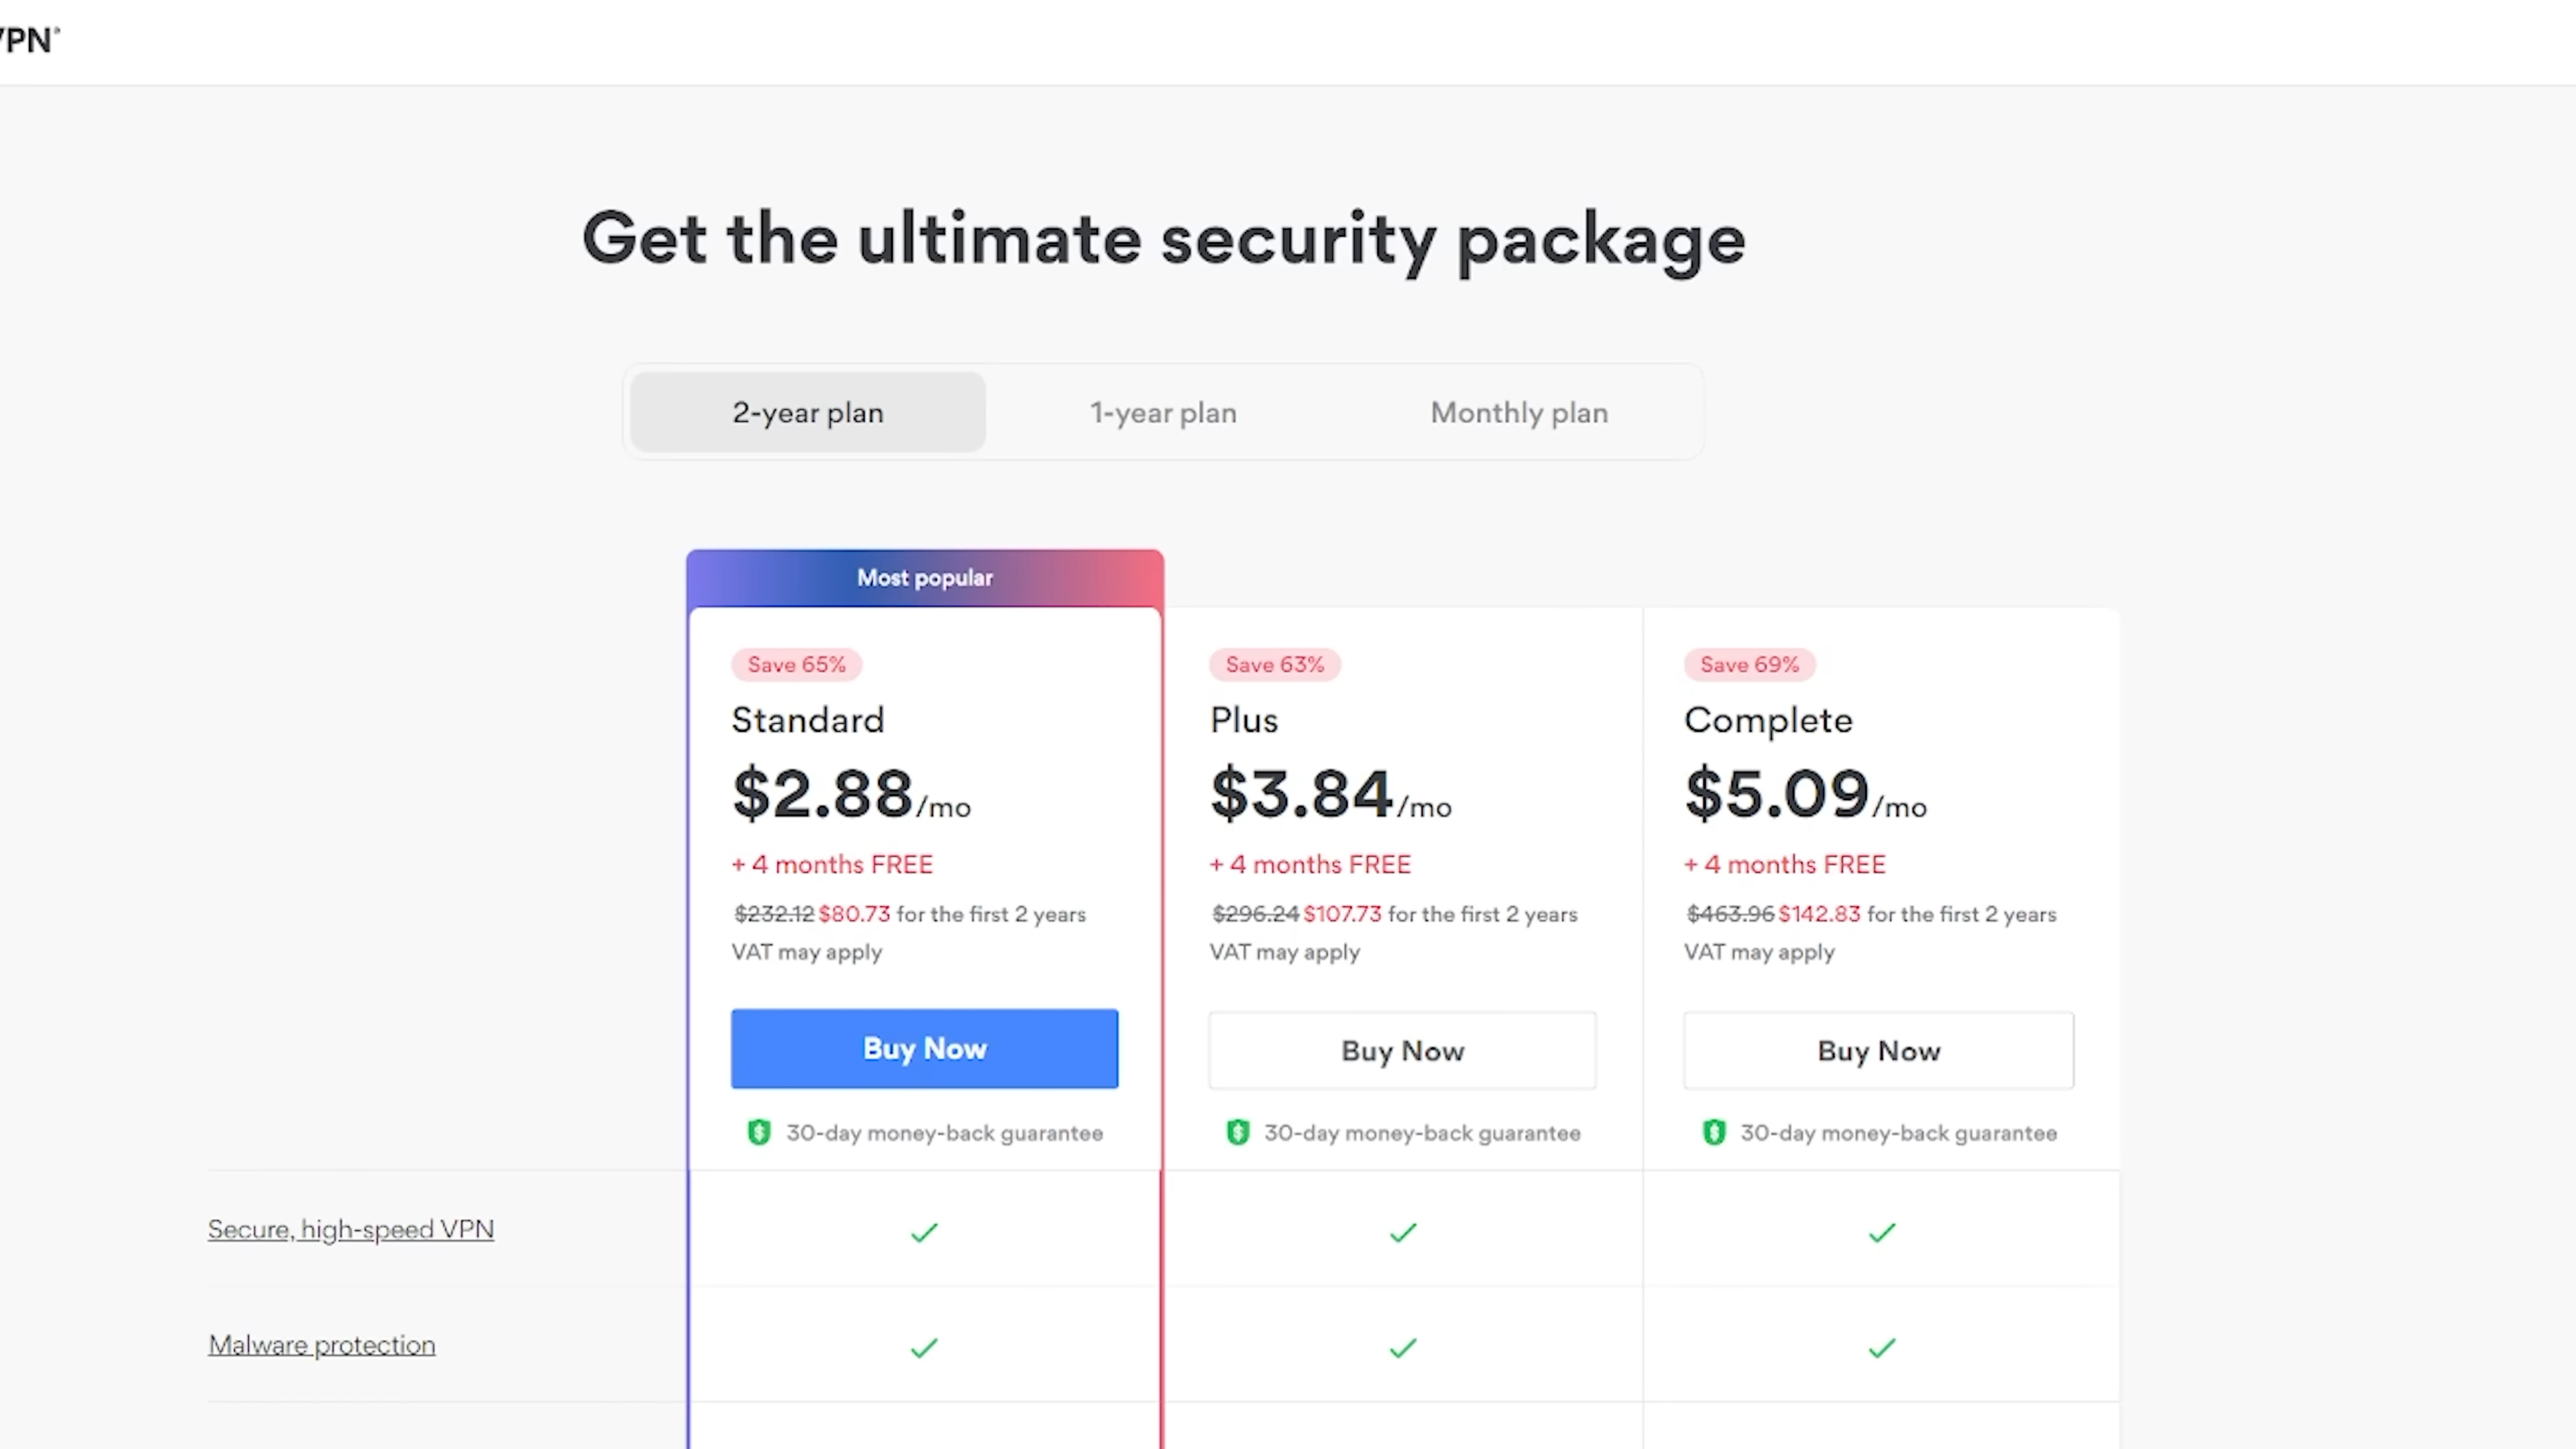 VPN®
Get the ultimate security package
2-year plan 1-year plan Monthly plan
Most popular
Save 65%
Standard
$2.88/mo
+ 4 months FREE
$232.12 $80.73 for the first 2 years
VAT may apply
Buy Now
30-day money-back guarantee
Save 63%
Plus
$3.84/mo
+ 4 months FREE
$296.24 $107.73 for the first 2 years
VAT may apply
Buy Now
30-day money-back guarantee
Save 69%
Complete
$5.09/mo
+ 4 months FREE
$463.96 $142.83 for the first 2 years
VAT may apply
Buy Now
30-day money-back guarantee
Secure, high-speed VPN
Malware protection